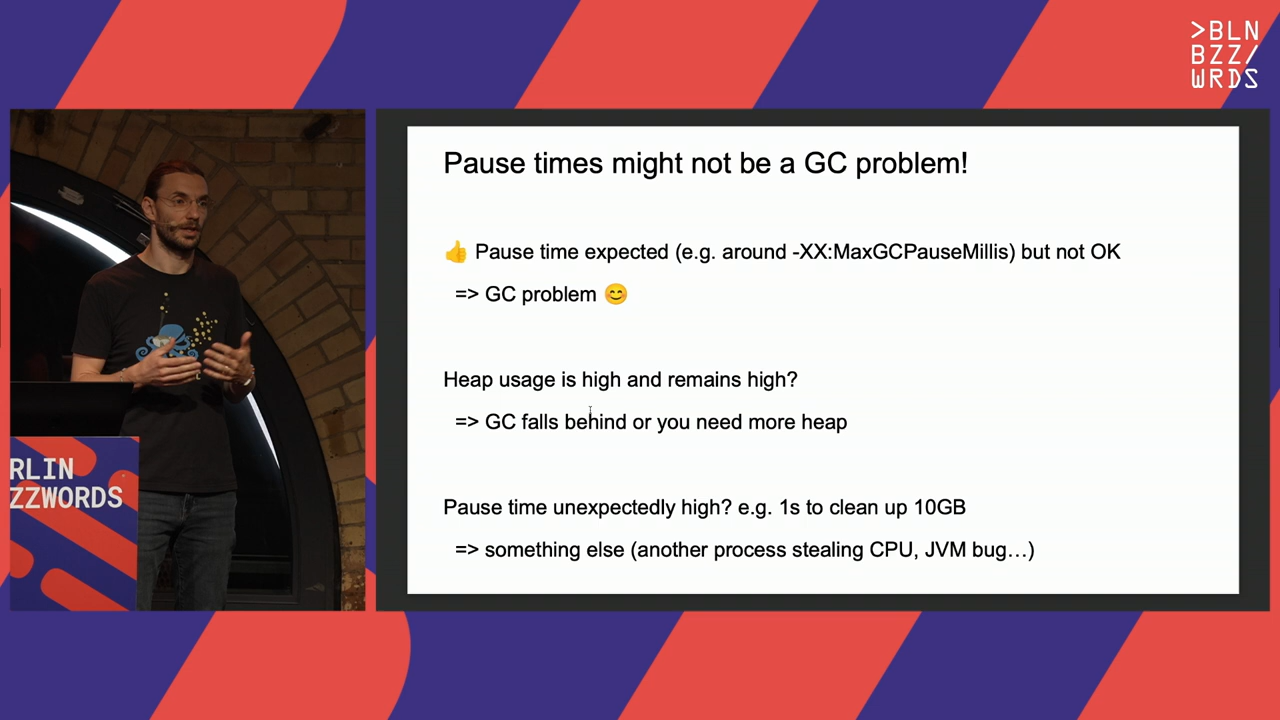 >BLN
BZZ/
WRDS
Pause times might not be a GC problem!
👍 Pause time expected (e.g. around -XX:MaxGCPauseMillis) but not OK
=> GC problem 😊
Heap usage is high and remains high?
=> GC falls behind or you need more heap
Pause time unexpectedly high? e.g. 1s to clean up 10GB
=> something else (another process stealing CPU, JVM bug…)
RLIN
ZZWORDS